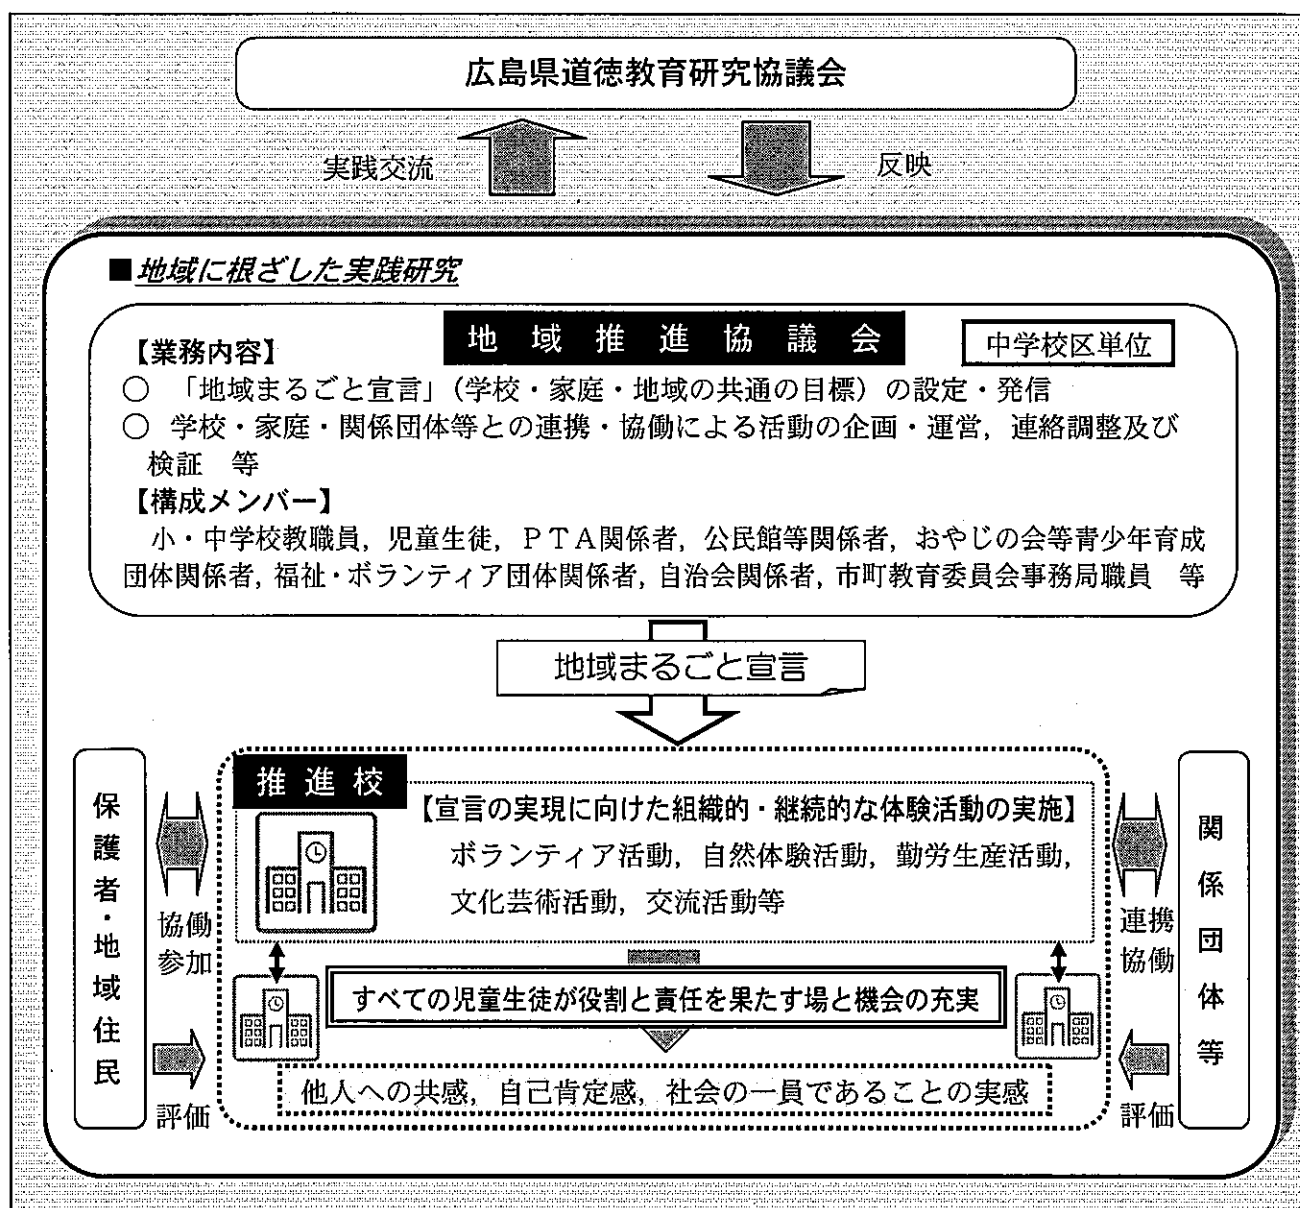 広島県道徳教育研究協議会
実践交流
反映
■地域に根ざした実践研究
地域推進協議会
中学校区単位
【業務内容】
○ 「地域まるごと宣言」（学校・家庭・地域の共通の目標）の設定・発信
○ 学校・家庭・関係団体等との連携・協働による活動の企画・運営，連絡調整及び
検証　等
【構成メンバー】
小・中学校教職員，児童生徒，ＰＴＡ関係者，公民館等関係者，おやじの会等青少年育成
団体関係者，福祉・ボランティア団体関係者，自治会関係者，市町教育委員会事務局職員　等
地域まるごと宣言
保護者・地域住民
協働
参加
評価
推進校
【宣言の実現に向けた組織的・継続的な体験活動の実施】
ボランティア活動，自然体験活動，勤労生産活動，
文化芸術活動，交流活動等
すべての児童生徒が役割と責任を果たす場と機会の充実
他人への共感，自己肯定感，社会の一員であることの実感
連携
協働
評価
関係団体等